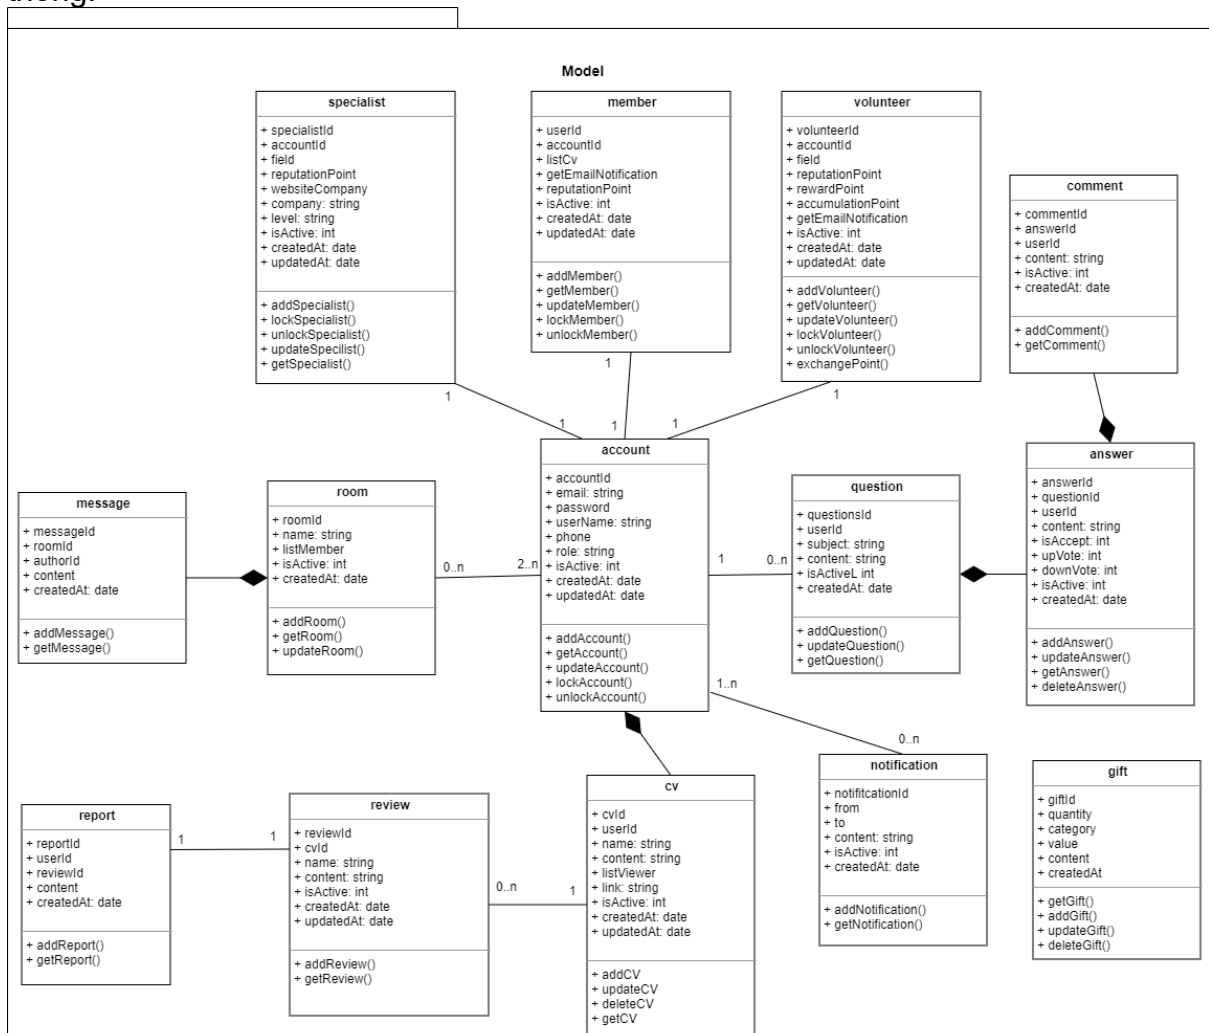 Model
specialist
+ specialistId
+ accountId
+ field
+ reputationPoint
+ websiteCompany
+ company: string
+ level: string
+ isActive: int
+ createdAt: date
+ updatedAt: date
+ addSpecialist()
+ lockSpecialist()
+ unlockSpecialist()
+ updateSpecilist()
+ getSpecialist()
member
+ userId
+ accountId
+ listCv
+ getEmailNotification
+ reputationPoint
+ isActive: int
+ createdAt: date
+ updatedAt: date
+ addMember()
+ getMember()
+ updateMember()
+ lockMember()
+ unlockMember()
volunteer
+ volunteerId
+ accountId
+ field
+ reputationPoint
+ rewardPoint
+ accumulationPoint
+ getEmailNotification
+ isActive: int
+ createdAt: date
+ updatedAt: date
+ addVolunteer()
+ getVolunteer()
+ updateVolunteer()
+ lockVolunteer()
+ unlockVolunteer()
+ exchangePoint()
comment
+ commentId
+ answerId
+ userId
+ content: string
+ isActive: int
+ createdAt: date
+ addComment()
+ getComment()
1
1
1
1
1
1
message
+ messageId
+ roomId
+ authorId
+ content
+ createdAt: date
+ addMessage()
+ getMessage()
room
+ roomId
+ name: string
+ listMember
+ isActive: int
+ createdAt: date
+ addRoom()
+ getRoom()
+ updateRoom()
0..n
2..n
account
+ accountId
+ email: string
+ password
+ userName: string
+ phone
+ role: string
+ isActive: int
+ createdAt: date
+ updatedAt: date
+ addAccount()
+ getAccount()
+ updateAccount()
+ lockAccount()
+ unlockAccount()
1
0..n
question
+ questionsId
+ userId
+ subject: string
+ content: string
+ isActiveL int
+ createdAt: date
+ addQuestion()
+ updateQuestion()
+ getQuestion()
answer
+ answerId
+ questionId
+ userId
+ content: string
+ isAccept: int
+ upVote: int
+ downVote: int
+ isActive: int
+ createdAt: date
+ addAnswer()
+ updateAnswer()
+ getAnswer()
+ deleteAnswer()
1..n
0..n
report
+ reportId
+ userId
+ reviewId
+ content
+ createdAt: date
+ addReport()
+ getReport()
1
1
review
+ reviewId
+ cvId
+ name: string
+ content: string
+ isActive: int
+ createdAt: date
+ updatedAt: date
+ addReview()
+ getReview()
0..n
1
cv
+ cvId
+ userId
+ name: string
+ content: string
+ listViewer
+ link: string
+ isActive: int
+ createdAt: date
+ updatedAt: date
+ addCV
+ updateCV
+ deleteCV
+ getCV
notification
+ notifitcationId
+ from
+ to
+ content: string
+ isActive: int
+ createdAt: date
+ addNotification()
+ getNotification()
gift
+ giftId
+ quantity
+ category
+ value
+ content
+ createdAt
+ getGift()
+ addGift()
+ updateGift()
+ deleteGift()